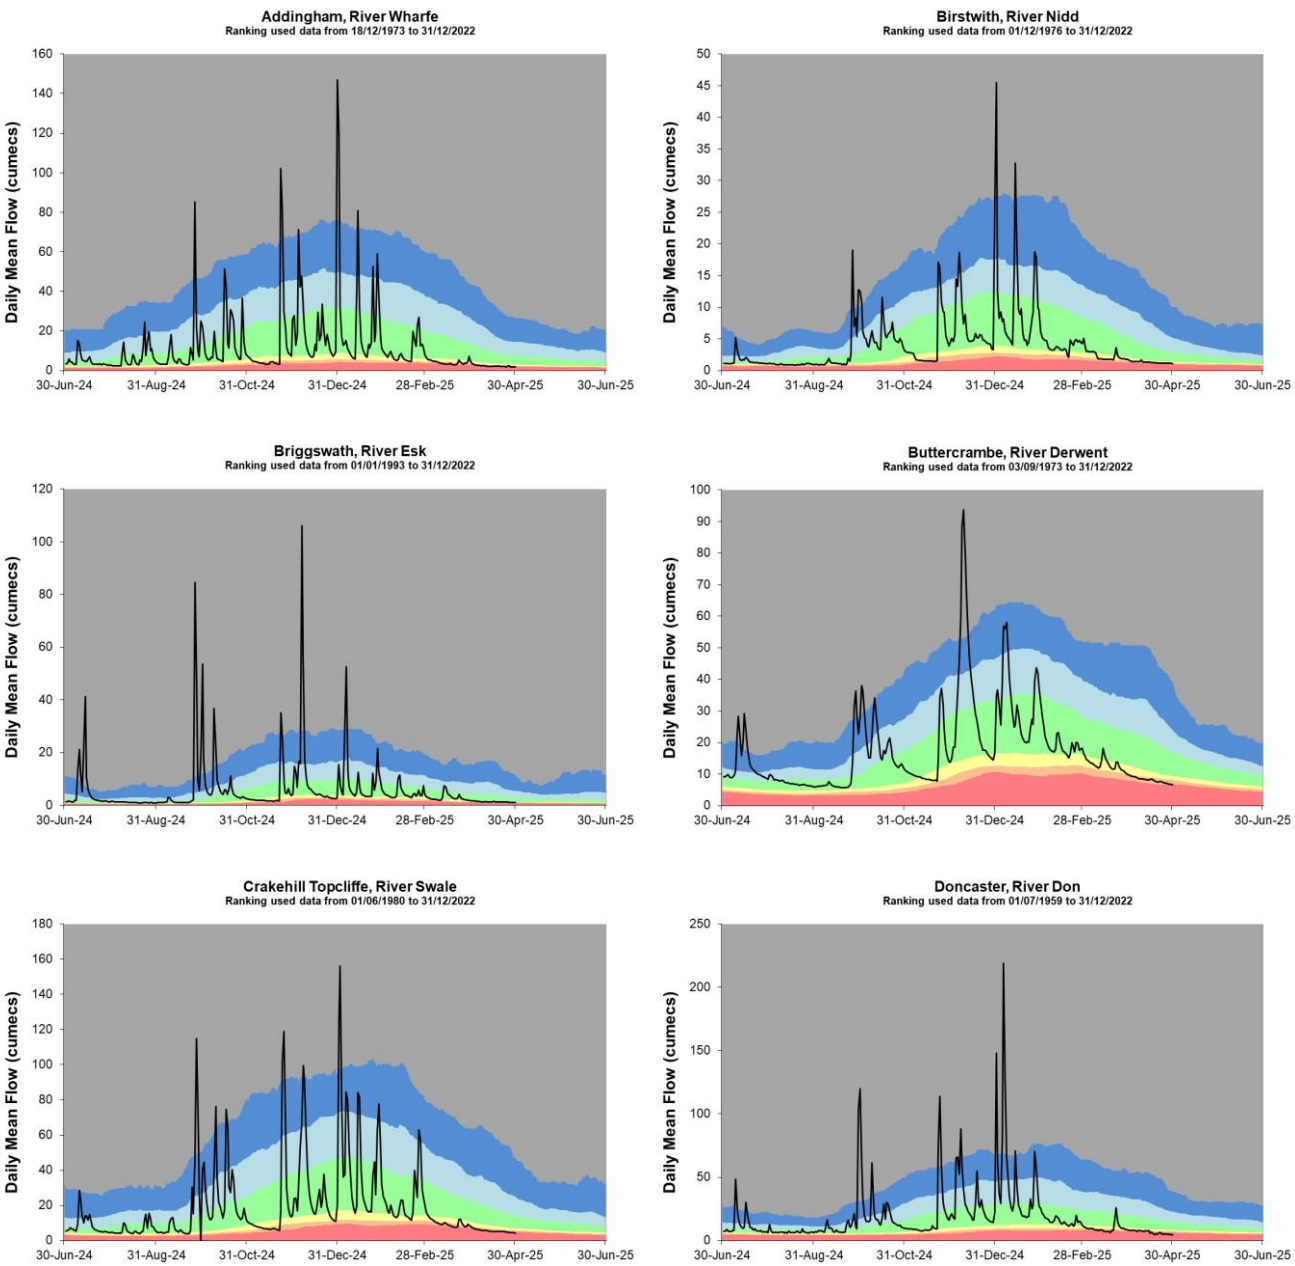 Addingham, River Wharfe
Ranking used data from 18/12/1973 to 31/12/2022
Daily Mean Flow (cumecs)
160
140
120
100
80
60
40
20
0
30-Jun-24 31-Aug-24 31-Oct-24 31-Dec-24 28-Feb-25 30-Apr-25 30-Jun-25
Birstwith, River Nidd
Ranking used data from 01/12/1976 to 31/12/2022
Daily Mean Flow (cumecs)
50
45
40
35
30
25
20
15
10
5
0
30-Jun-24 31-Aug-24 31-Oct-24 31-Dec-24 28-Feb-25 30-Apr-25 30-Jun-25
Briggswath, River Esk
Ranking used data from 01/01/1993 to 31/12/2022
Daily Mean Flow (cumecs)
120
100
80
60
40
20
0
30-Jun-24 31-Aug-24 31-Oct-24 31-Dec-24 28-Feb-25 30-Apr-25 30-Jun-25
Buttercrambe, River Derwent
Ranking used data from 03/09/1973 to 31/12/2022
Daily Mean Flow (cumecs)
100
90
80
70
60
50
40
30
20
10
0
30-Jun-24 31-Aug-24 31-Oct-24 31-Dec-24 28-Feb-25 30-Apr-25 30-Jun-25
Crakehill Topcliffe, River Swale
Ranking used data from 01/06/1980 to 31/12/2022
Daily Mean Flow (cumecs)
180
160
140
120
100
80
60
40
20
0
30-Jun-24 31-Aug-24 31-Oct-24 31-Dec-24 28-Feb-25 30-Apr-25 30-Jun-25
Doncaster, River Don
Ranking used data from 01/07/1959 to 31/12/2022
Daily Mean Flow (cumecs)
250
200
150
100
50
0
30-Jun-24 31-Aug-24 31-Oct-24 31-Dec-24 28-Feb-25 30-Apr-25 30-Jun-25